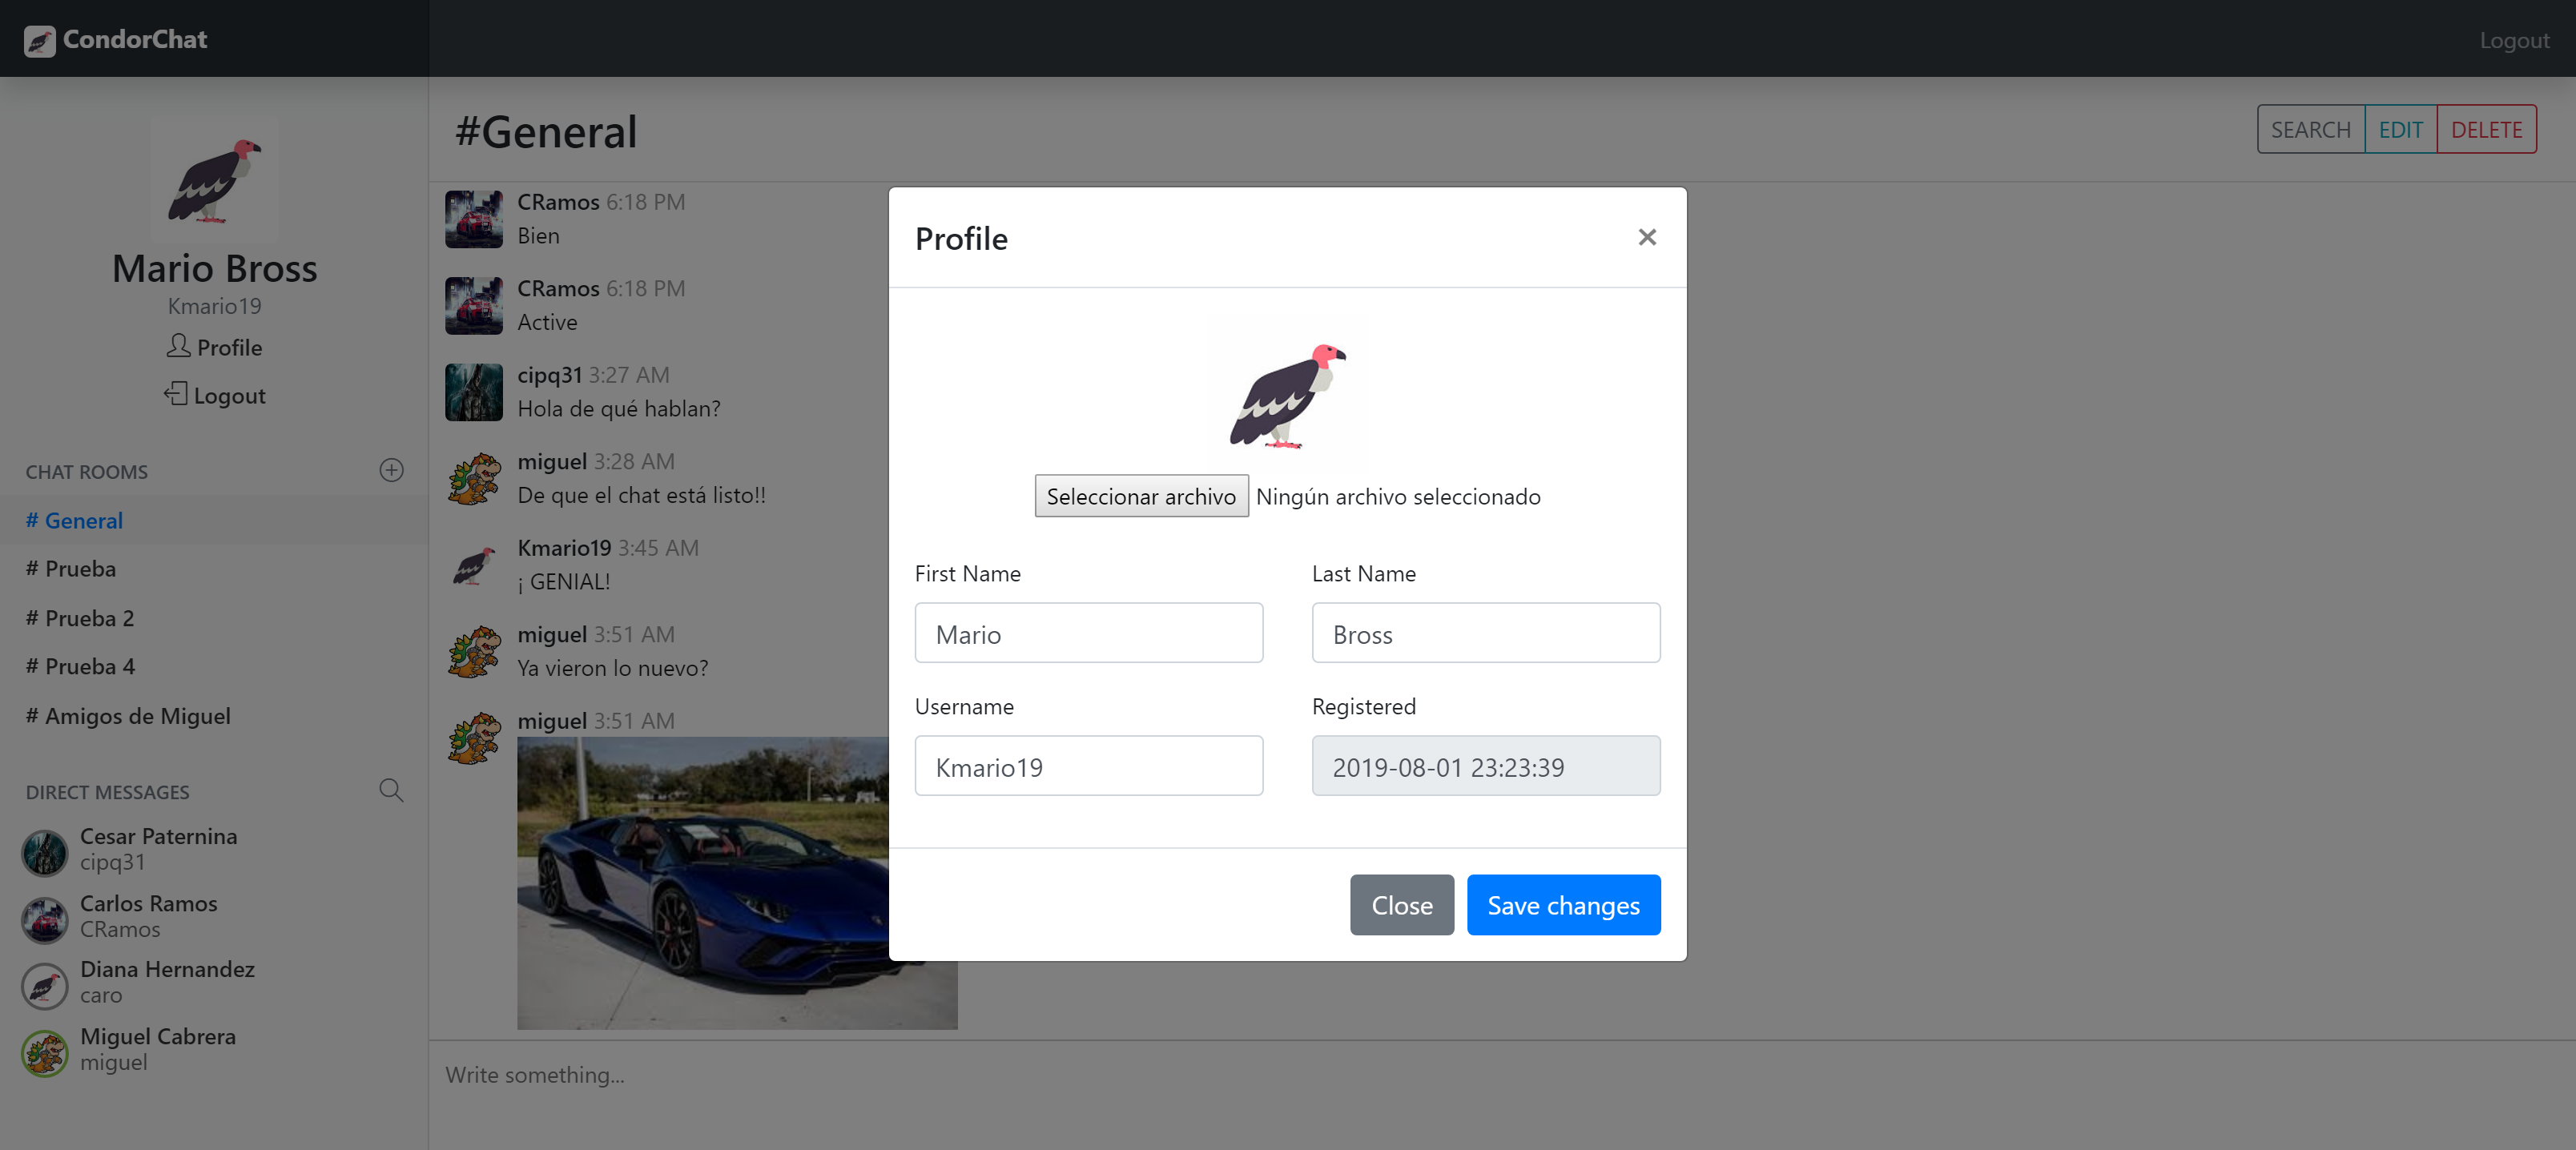 CondorChat
Logout
Mario Bross
Kmario19
Profile
Logout
CHAT ROOMS
# General
# Prueba
# Prueba 2
# Prueba 4
# Amigos de Miguel
DIRECT MESSAGES
Cesar Paternina
cipq31
Carlos Ramos
CRamos
Diana Hernandez
caro
Miguel Cabrera
miguel
#General
SEARCH EDIT DELETE
CRamos 6:18 PM
Bien
CRamos 6:18 PM
Active
cipq31 3:27 AM
Hola de qué hablan?
miguel 3:28 AM
De que el chat está listo!!
Kmario19 3:45 AM
¡ GENIAL!
miguel 3:51 AM
Ya vieron lo nuevo?
miguel 3:51 AM
Write something...
Profile
×
Seleccionar archivo Ningún archivo seleccionado
First Name
Mario
Last Name
Bross
Username
Kmario19
Registered
2019-08-01 23:23:39
Close Save changes